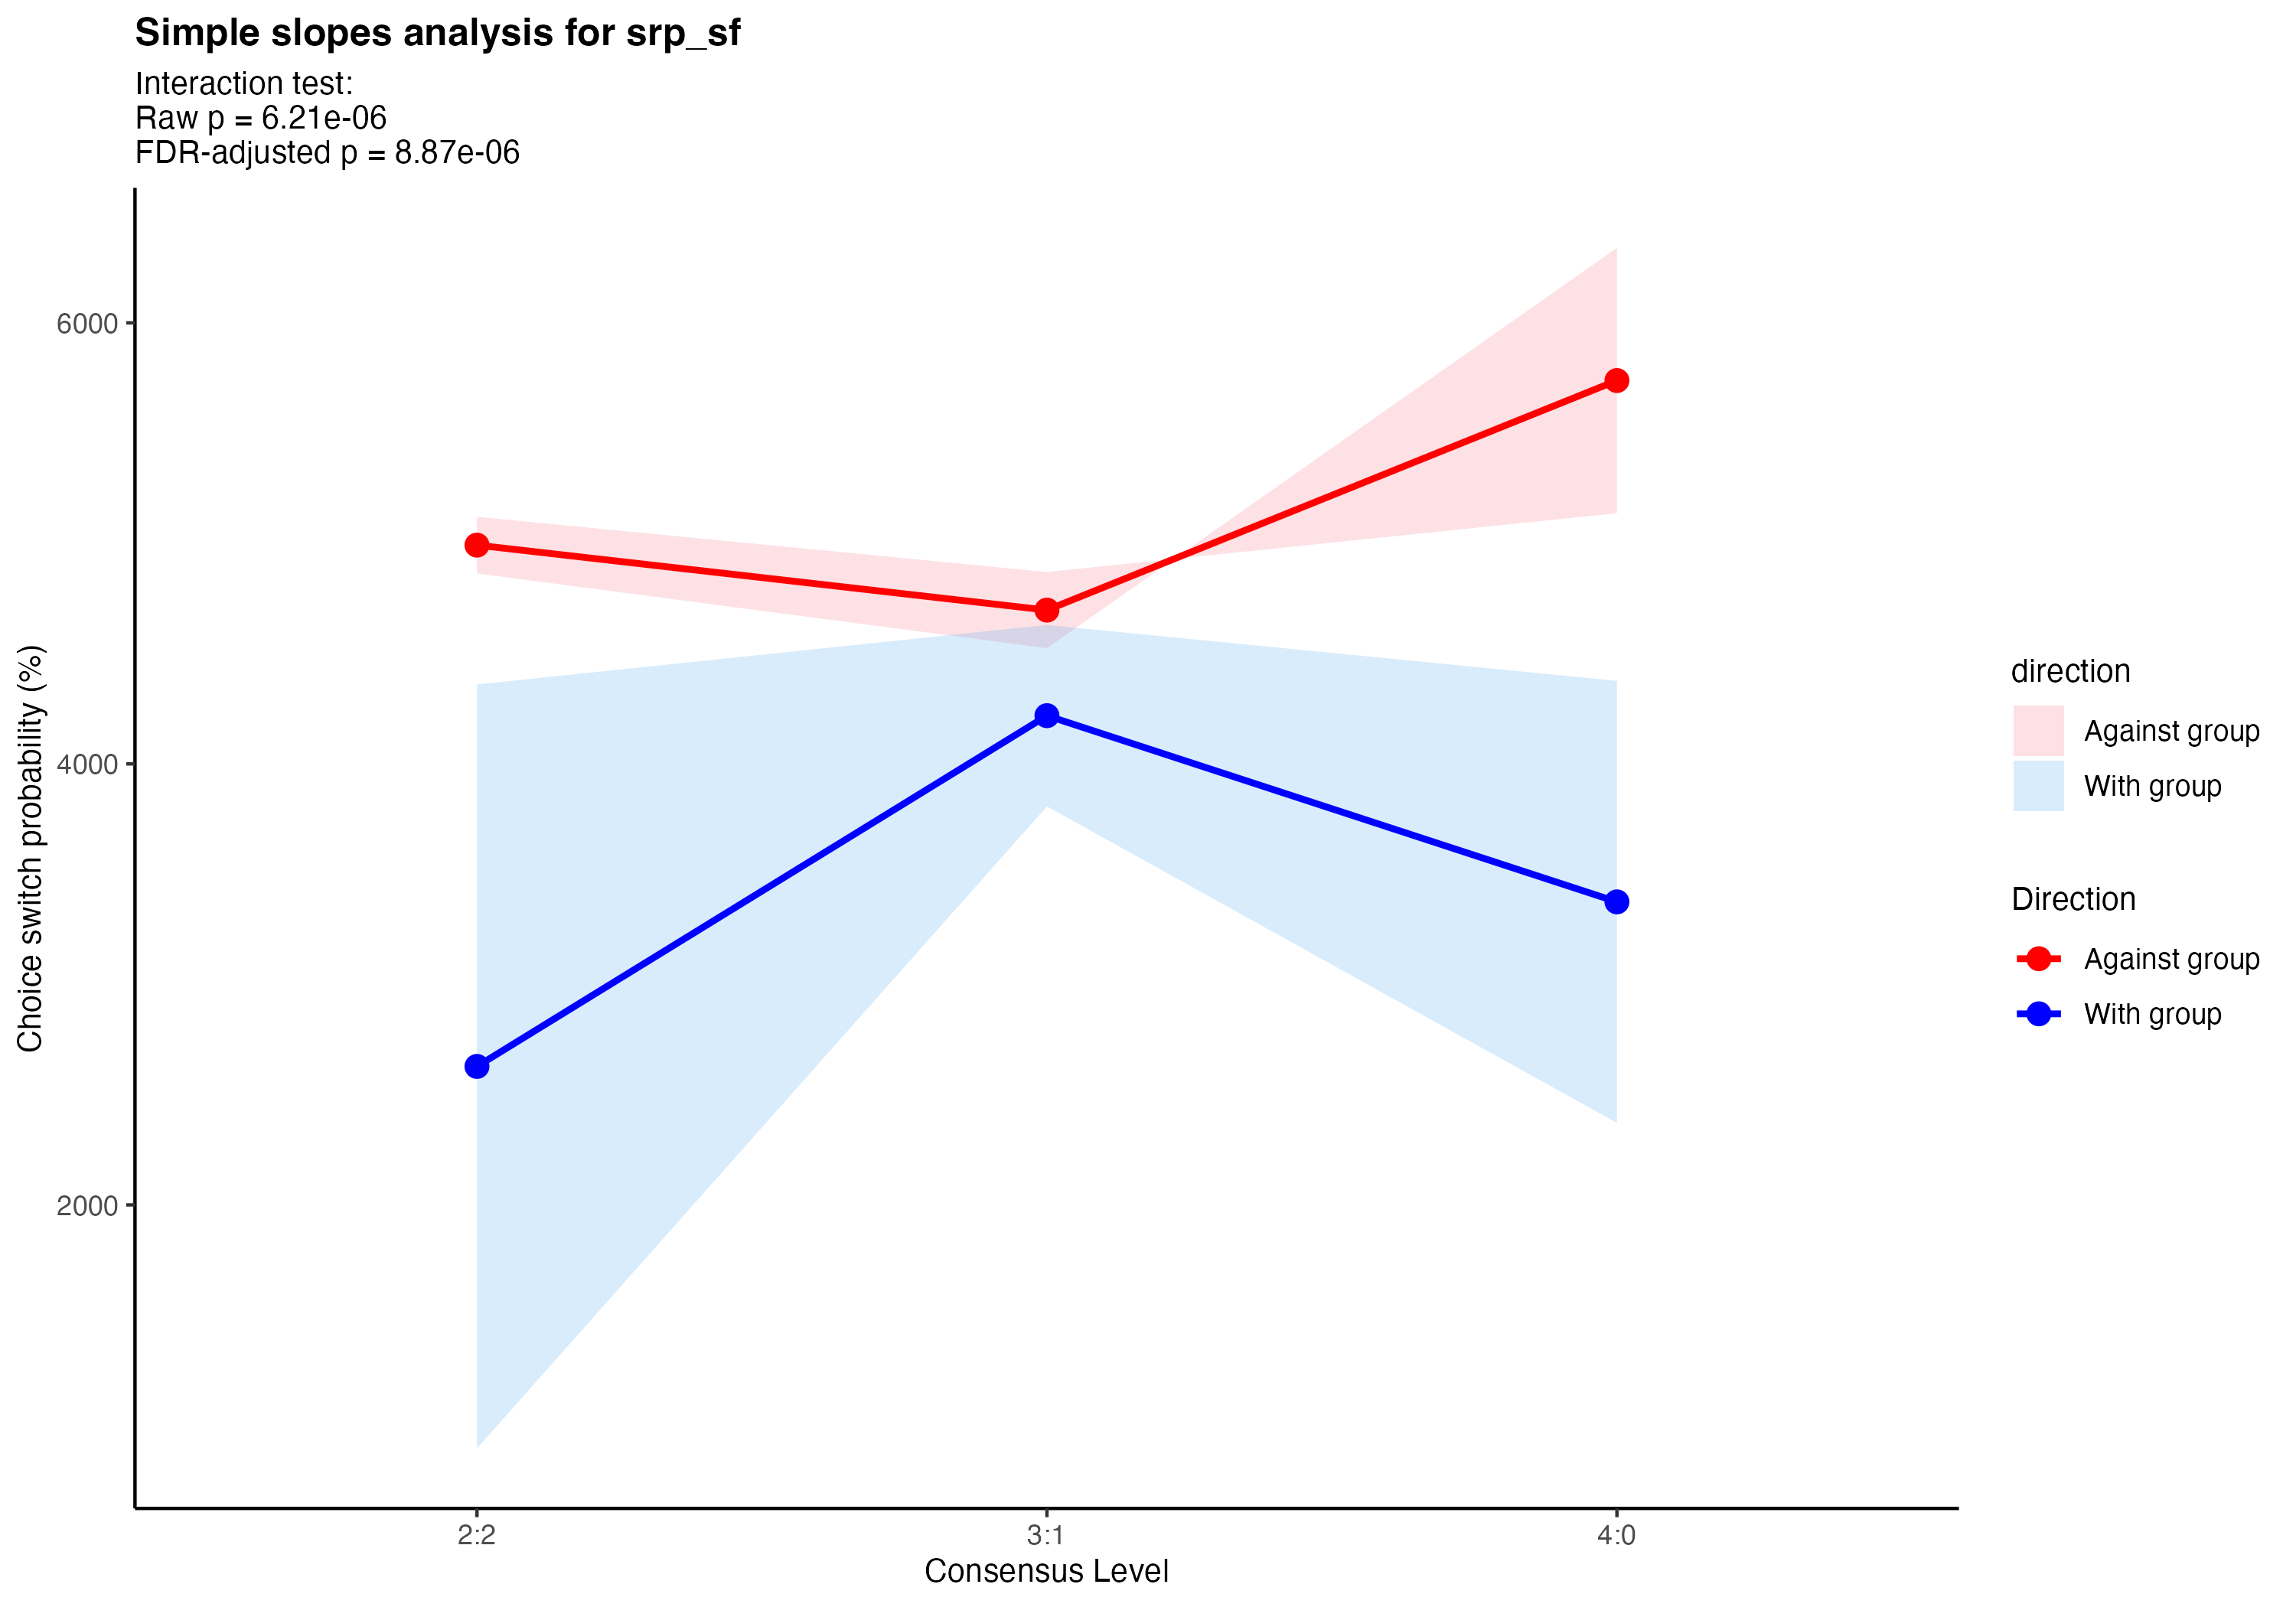 Simple slopes analysis for srp_sf
Interaction test:
Raw p = 6.21e-06
FDR-adjusted p = 8.87e-06
Choice switch probability (%)
6000
4000
2000
2:2
3:1
4:0
Consensus Level
direction
Against group
With group
Direction
Against group
With group